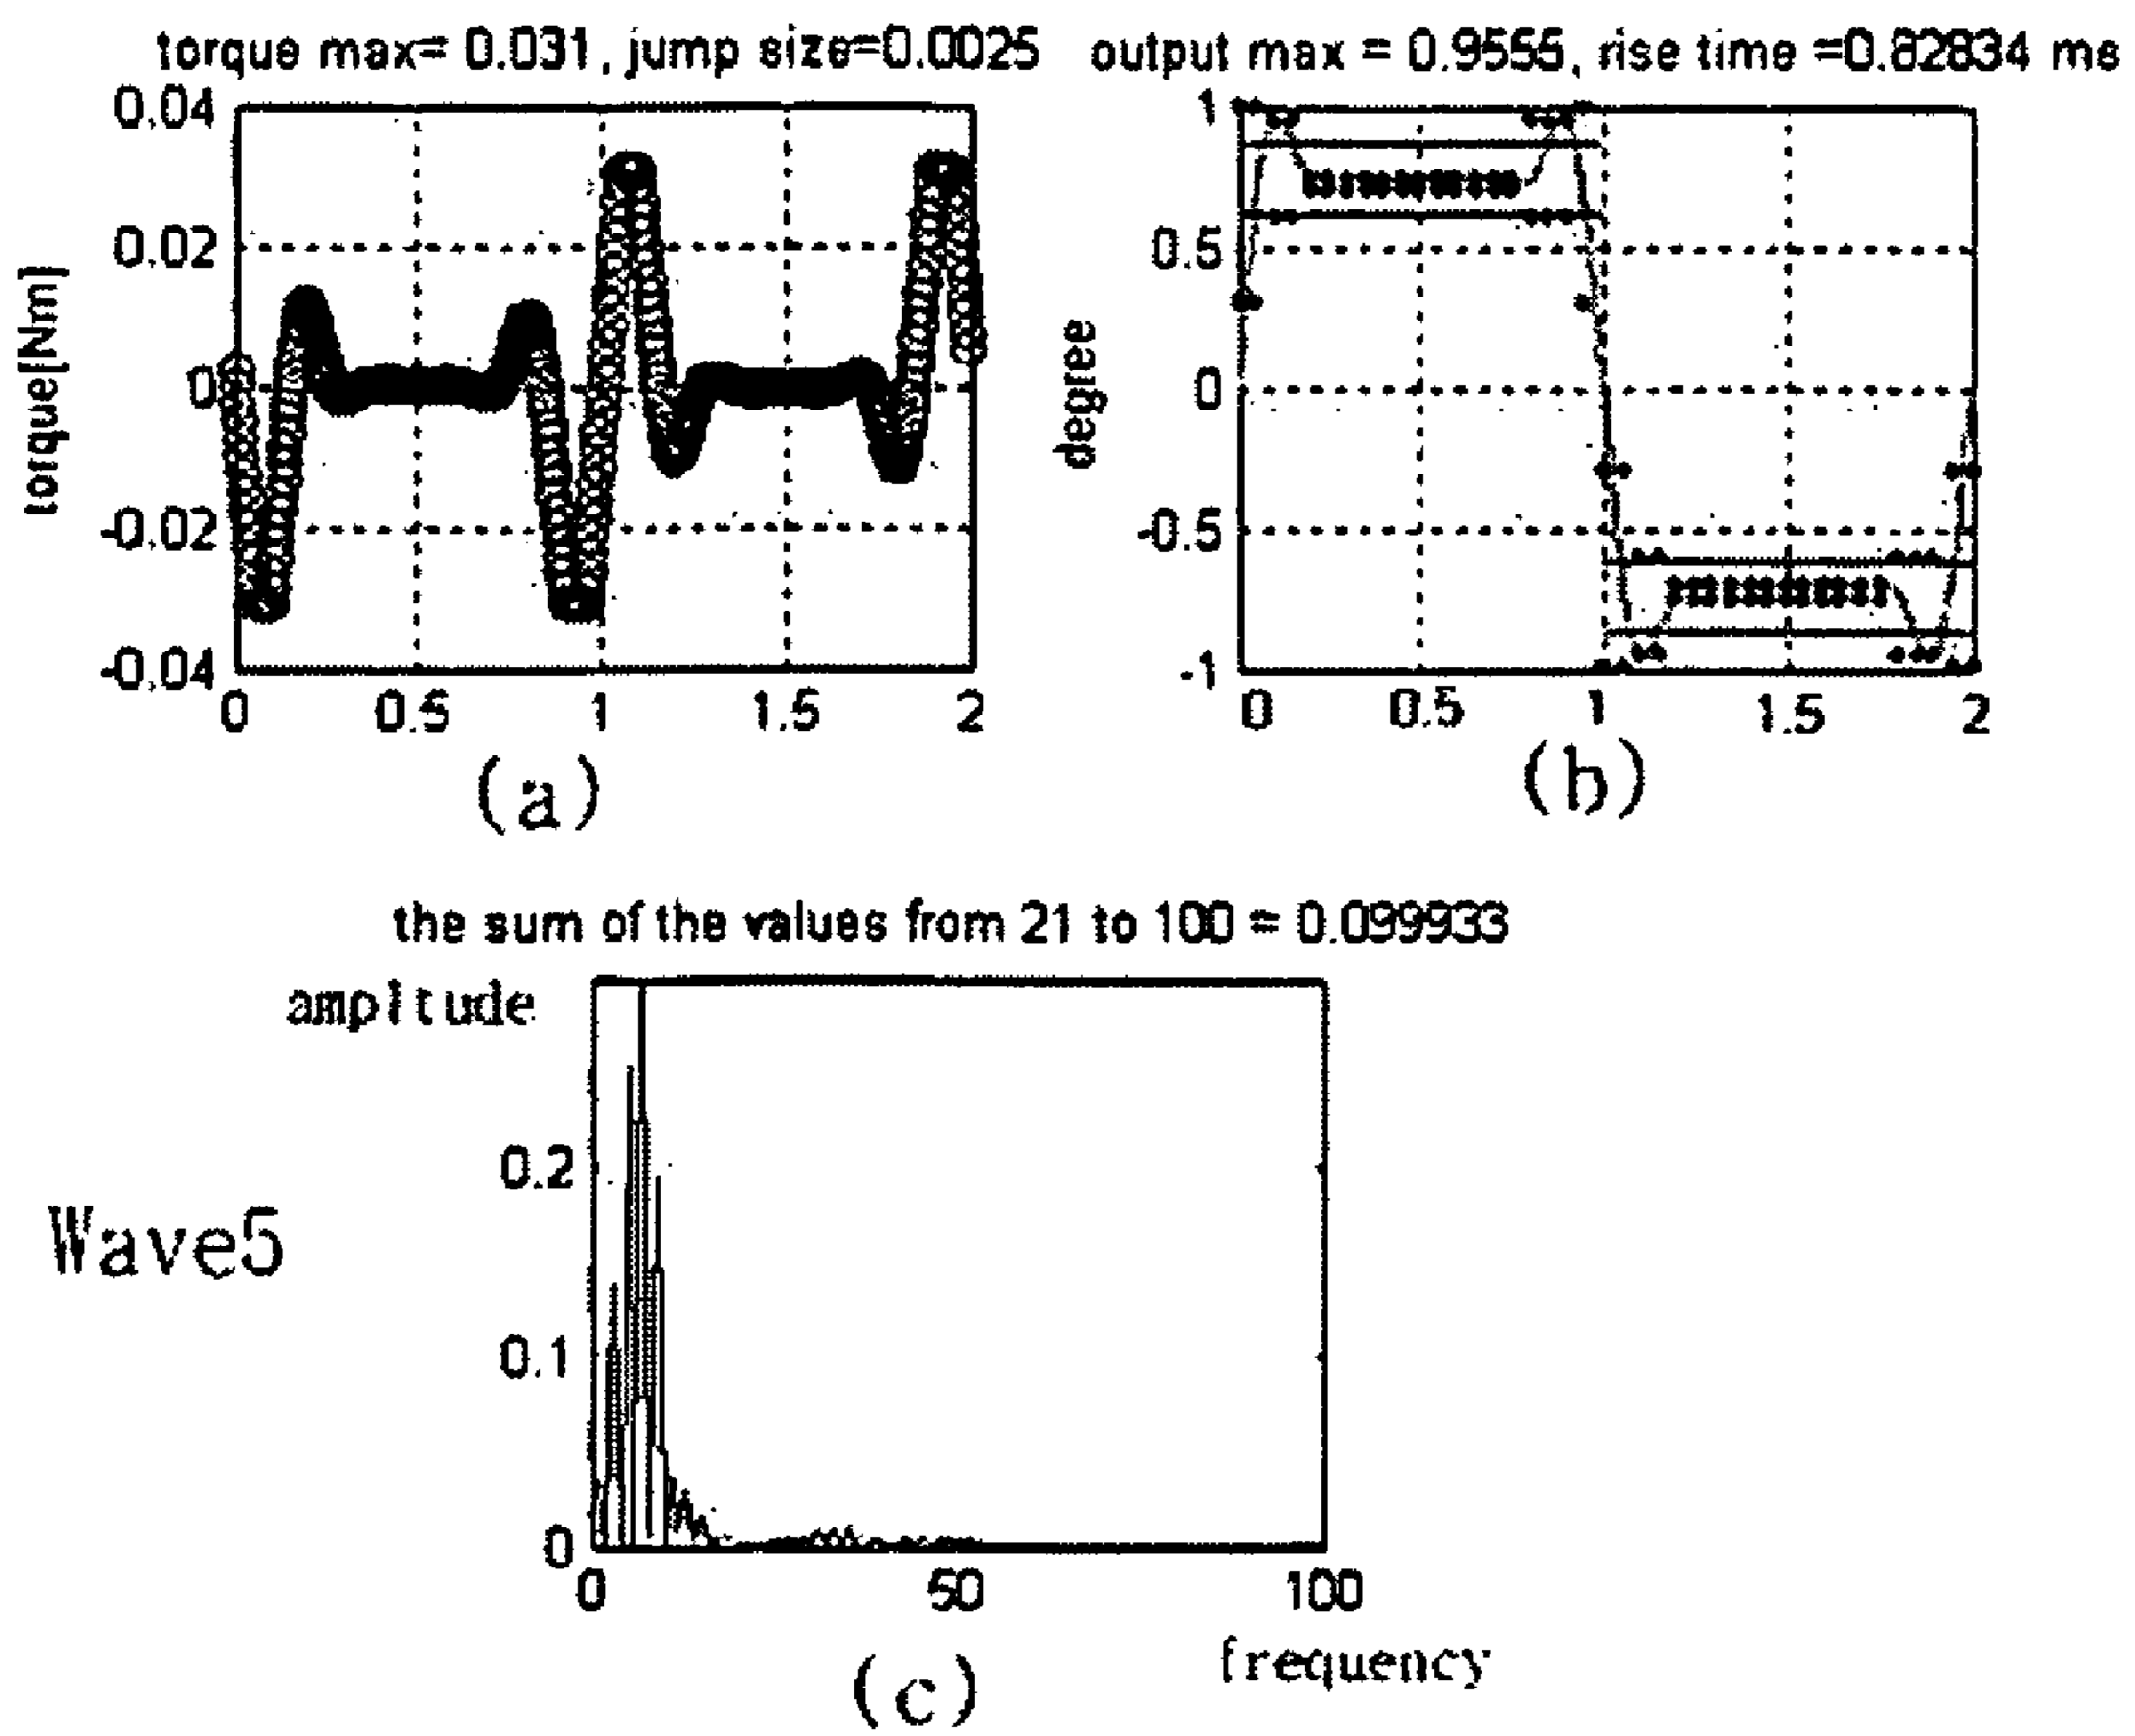 torque max= 0.031, jump size=0.0025
output max = 0.9555, rise time =0.82834 ms
torque[Nm]
0.04
0.02
0
-0.02
-0.04
0
0.5
1
1.5
2
(a)
degree
1
0.5
0
-0.5
-1
0
0.5
1
1.5
2
(b)
the sum of the values from 21 to 100 = 0.099933
ampltude
0.2
0.1
0
0
50
100
frequency
(c)
Wave5